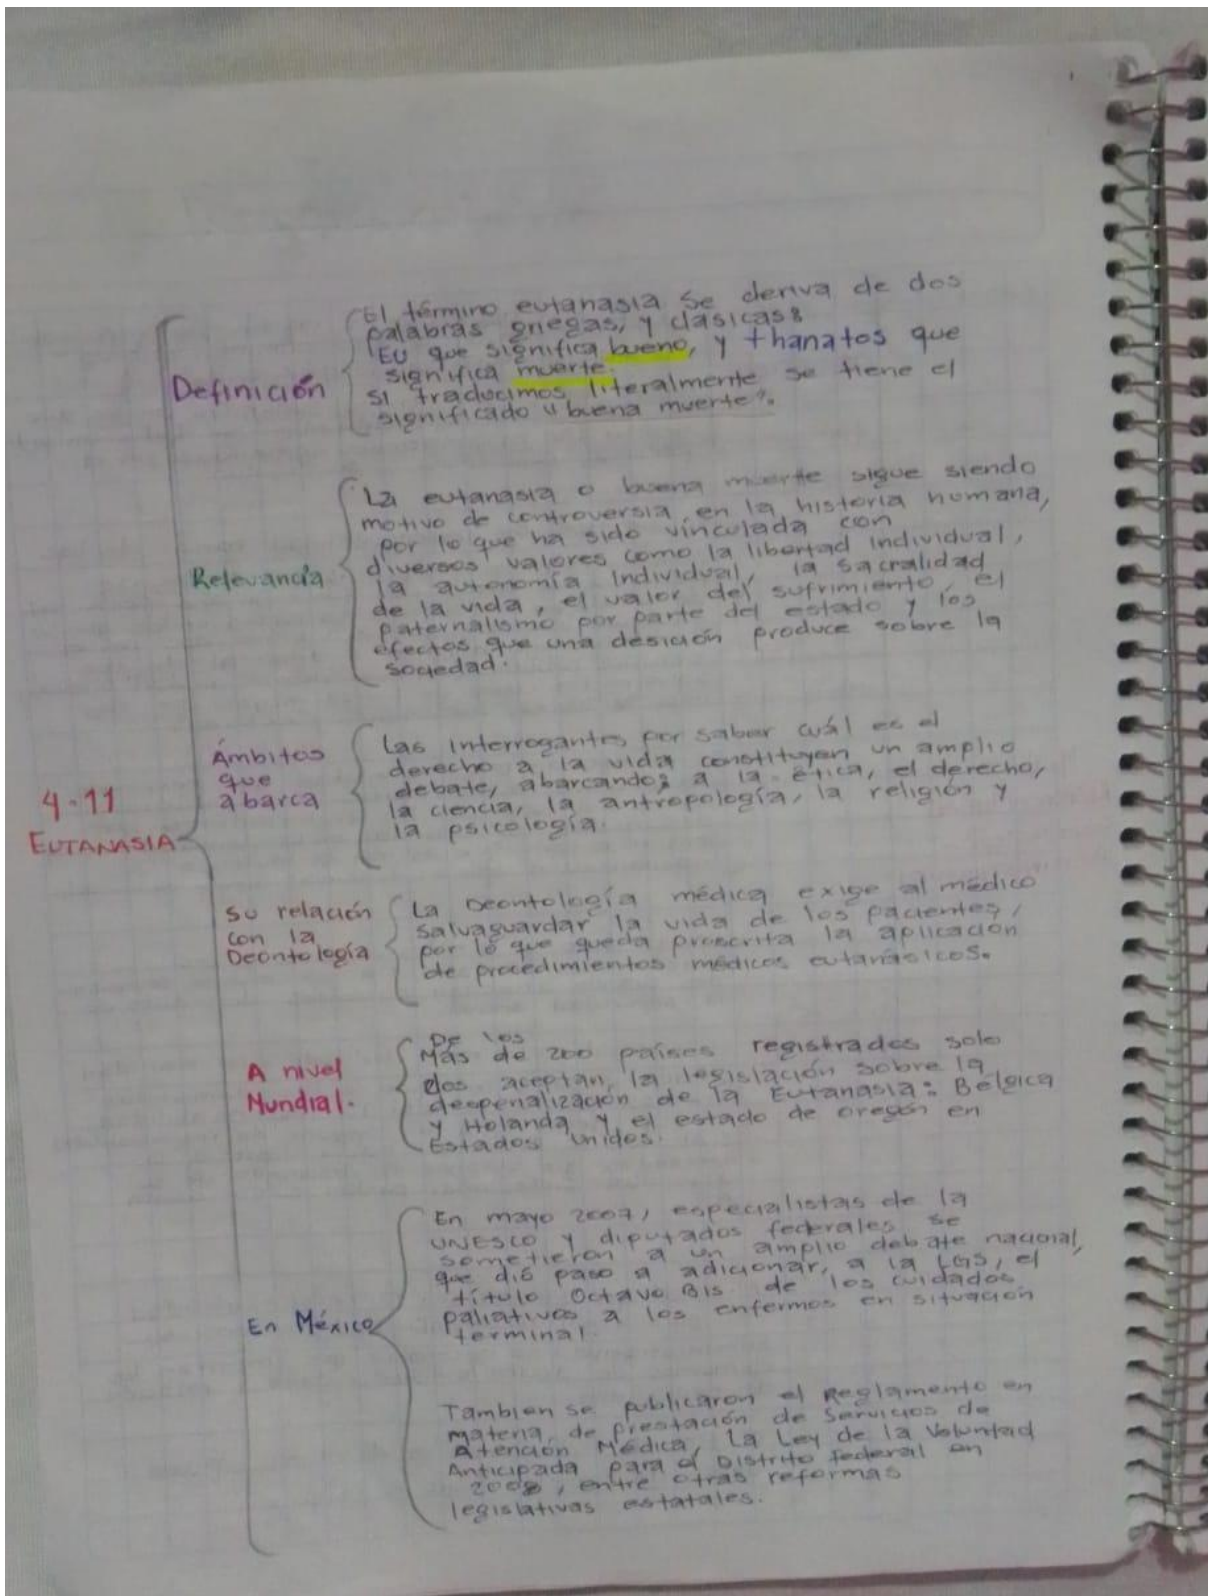 Definición
El término eutanasia se deriva de dos
palabras griegas, y clásicas:
EU que significa bueno, y thanatos que
significa muerte.
si traducimos literalmente se tiene el
significado "buena muerte".
Relevancia
La eutanasia o buena muerte sigue siendo
motivo de controversia en la historia humana,
por lo que ha sido vinculada con
diversos valores como la libertad individual,
la autonomía Individual, la sacralidad
de la vida, el valor del sufrimiento, el
paternalismo por parte del estado y los
efectos que una desición produce sobre la
sociedad.
4.11
EUTANASIA
Ámbitos
que
abarca
Las interrogantes por saber cuál es el
derecho a la vida constituyen un amplio
debate, abarcando: a la ética, el derecho,
la ciencia, la antropología, la religión y
la psicología.
su relación
con la
Deontología
La Deontología médica exige al médico
salvaguardar la vida de los pacientes,
por lo que queda proscrita la aplicación
de procedimientos médicos eutanásicos.
A nivel
Mundial.
De los
Más de 200 países registrados solo
dos aceptan la legislación sobre la
despenalización de la Eutanasia: Bélgica
y Holanda y el estado de oregón en
Estados Unidos.
En México
En mayo 2007, especialistas de la
UNESCO y diputados federales se
sometieron a un amplio debate nacional,
que dió paso a adicionar, a la LGS, el
título Octavo Bis de los cuidados
paliativos a los enfermos en situación
terminal.
Tambien se publicaron el Reglamento en
materia, de prestación de Servicios de
Atención Médica, La Ley de la Voluntad
Anticipada para el Distrito federal en
2008, entre otras reformas
legislativas estatales.